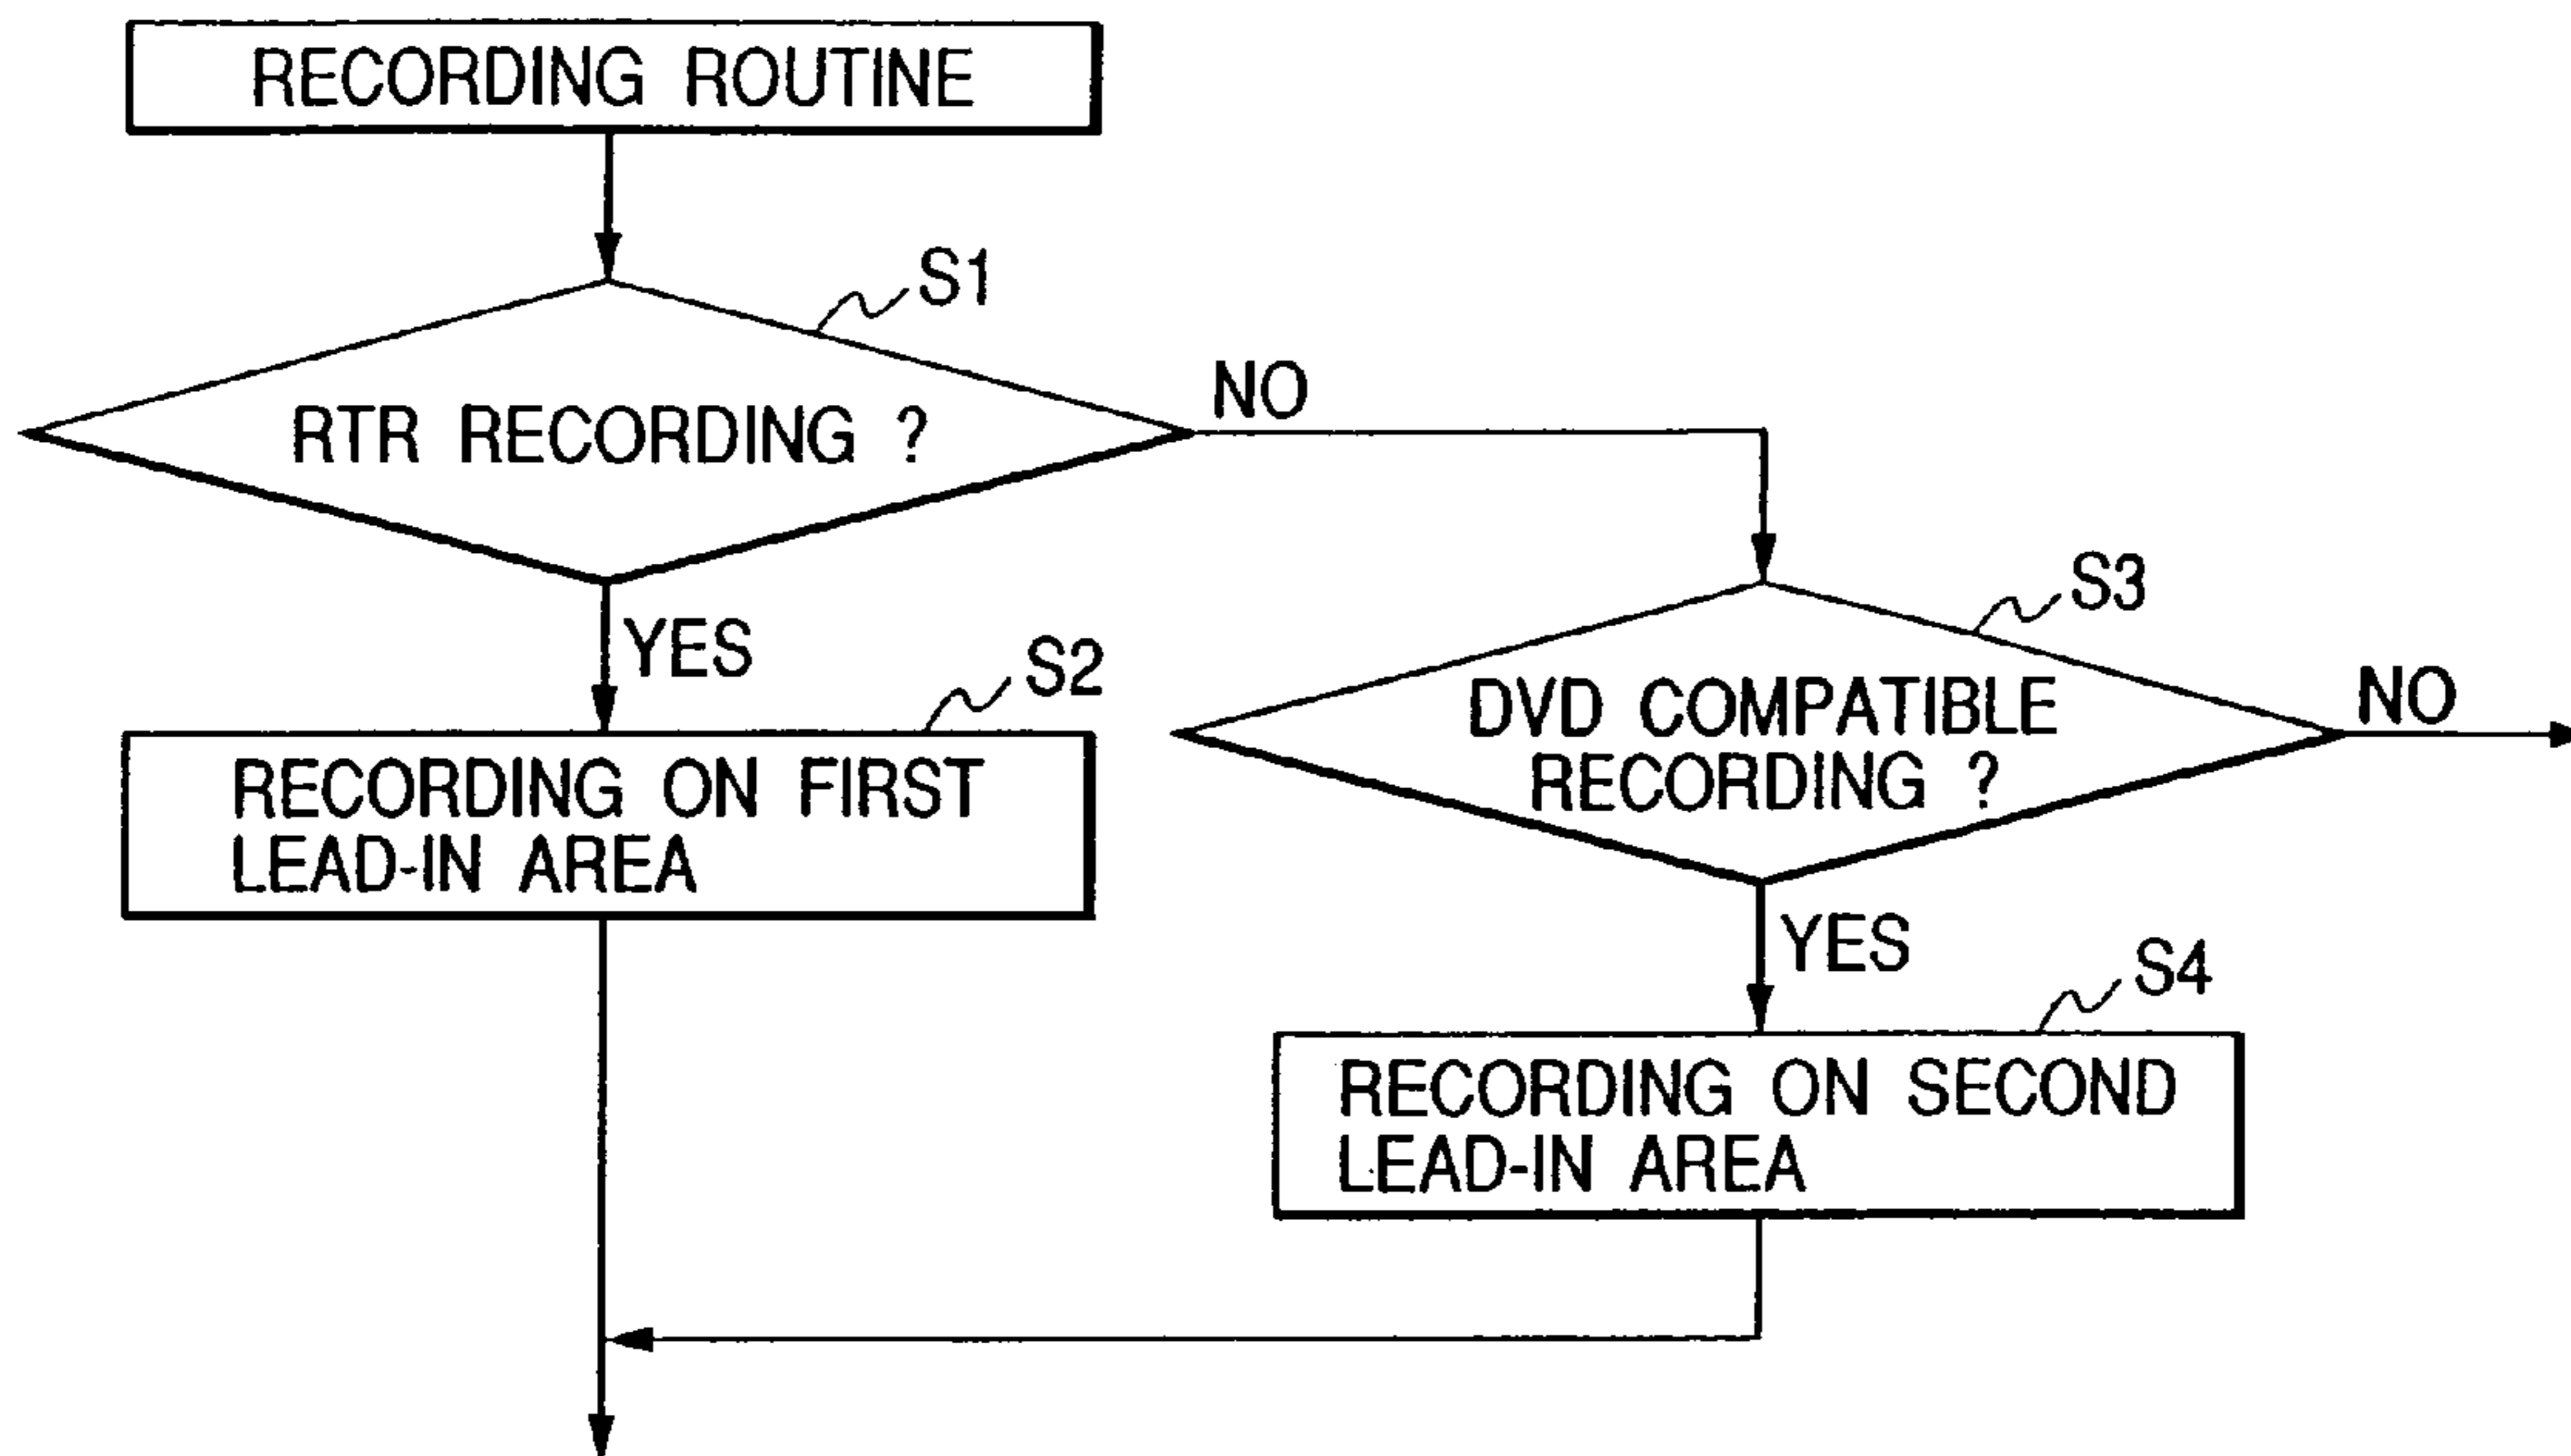 RECORDING ROUTINE
S1
RTR RECORDING ?
NO
YES
S2
RECORDING ON FIRST
LEAD-IN AREA
S3
DVD COMPATIBLE
RECORDING ?
NO
YES
S4
RECORDING ON SECOND
LEAD-IN AREA